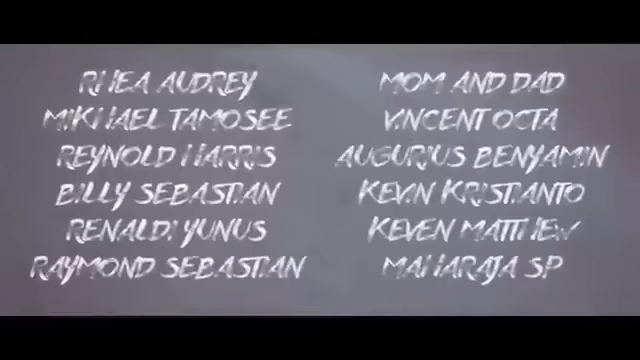 RHEA AUDREY
MIKHAEL TAMOSEE
REYNOLD HARRIS
BILLY SEBASTIAN
RENALDI YUNUS
RAYMOND SEBASTIAN
MOM AND DAD
VINCENT OCTA
AUGURIUS BENYAMIN
KEVIN KRISTIANTO
KEVEN MATTHEW
MAHARAJA SP